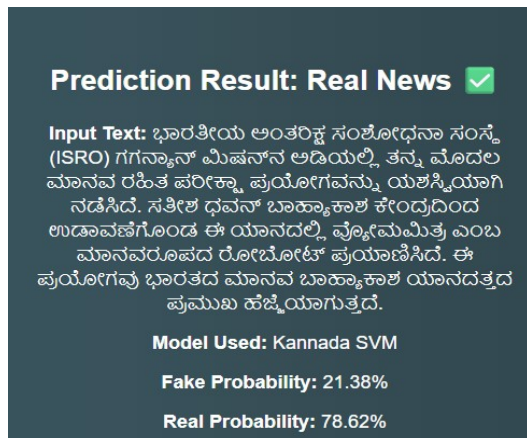 Prediction Result: Real News ✅
Input Text: ಭಾರತೀಯ ಅಂತರಿಕ್ಷ ಸಂಶೋಧನಾ ಸಂಸ್ಥೆ
(ISRO) ಗಗನ್ಯಾನ್ ಮಿಷನ್‌ನ ಅಡಿಯಲ್ಲಿ ತನ್ನ ಮೊದಲ
ಮಾನವ ರಹಿತ ಪರೀಕ್ಷಾ ಪ್ರಯೋಗವನ್ನು ಯಶಸ್ವಿಯಾಗಿ
ನಡೆಸಿದೆ. ಸತೀಶ ಧವನ್ ಬಾಹ್ಯಾಕಾಶ ಕೇಂದ್ರದಿಂದ
ಉಡಾವಣೆಗೊಂಡ ಈ ಯಾನದಲ್ಲಿ ವ್ಯೋಮಮಿತ್ರ ಎಂಬ
ಮಾನವರೂಪದ ರೋಬೋಟ್ ಪ್ರಯಾಣಿಸಿದೆ. ಈ
ಪ್ರಯೋಗವು ಭಾರತದ ಮಾನವ ಬಾಹ್ಯಾಕಾಶ ಯಾನದತ್ತದ
ಪ್ರಮುಖ ಹೆಜ್ಜೆಯಾಗುತ್ತದೆ.
Model Used: Kannada SVM
Fake Probability: 21.38%
Real Probability: 78.62%